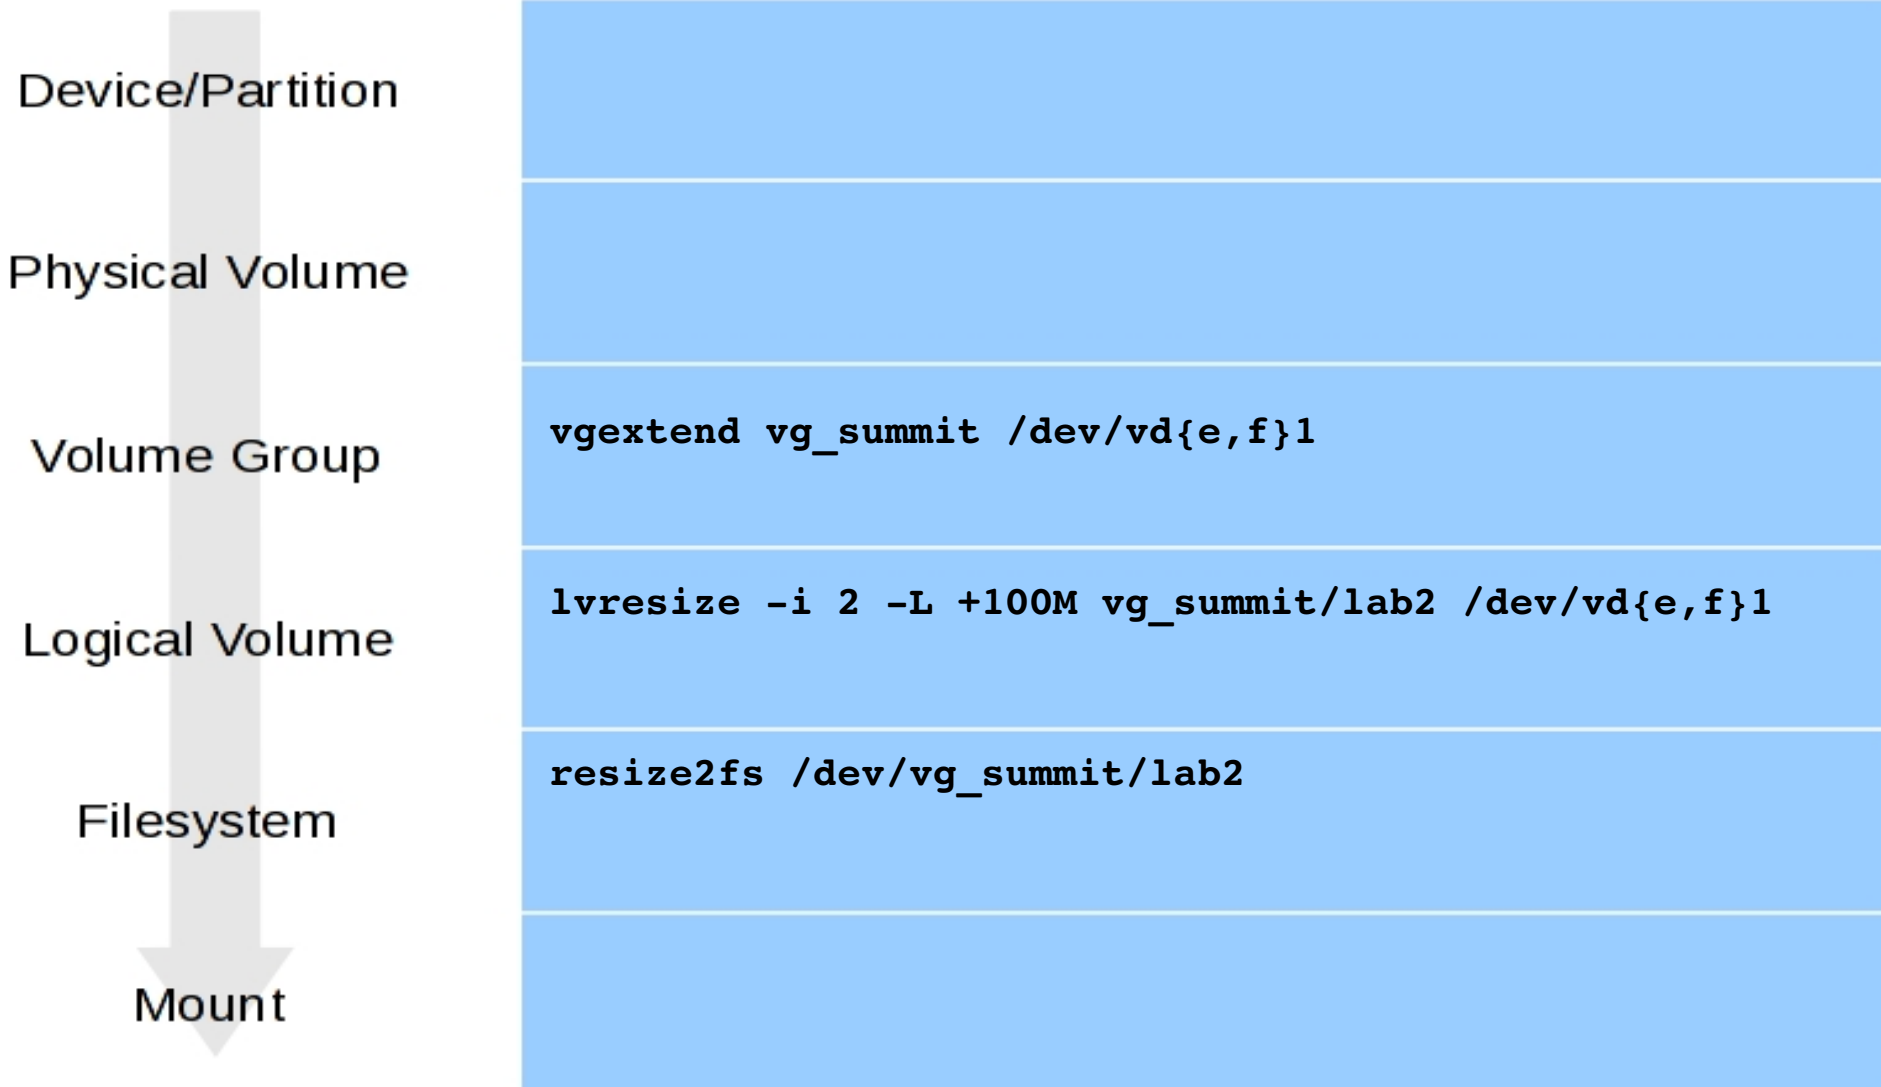 Device/Partition
Physical Volume
Volume Group
vgextend vg_summit /dev/vd{e,f}1
Logical Volume
lvresize -i 2 -L +100M vg_summit/lab2 /dev/vd{e,f}1
Filesystem
resize2fs /dev/vg_summit/lab2
Mount